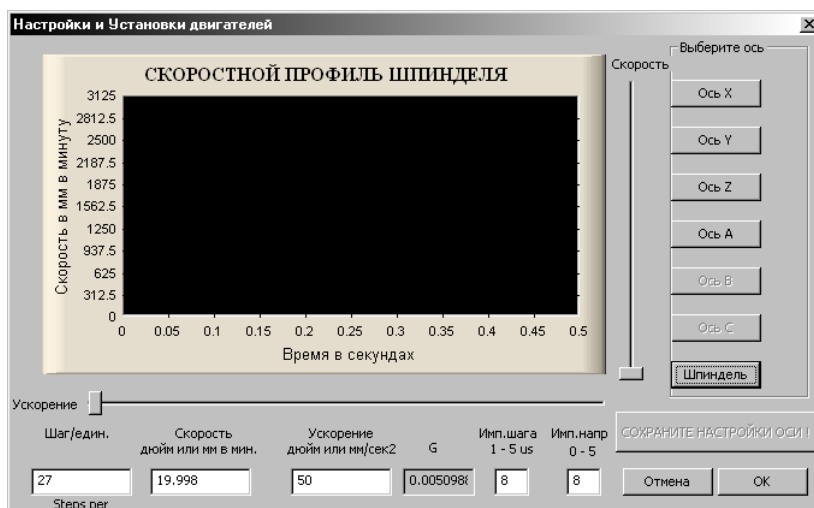 Настройки и Установки двигателей
Выберите ось
СКОРОСТНОЙ ПРОФИЛЬ ШПИНДЕЛЯ
Скорость
Скорость в мм в минуту
3125
2812.5
2500
2187.5
1875
1562.5
1250
937.5
625
312.5
0
0 0.05 0.1 0.15 0.2 0.25 0.3 0.35 0.4 0.45 0.5
Время в секундах
Ось X
Ось Y
Ось Z
Ось A
Ось B
Ось C
Шпиндель
Ускорение
Шаг/един.
Скорость
дюйм или мм в мин.
Ускорение
дюйм или мм/сек2
G
Имп.шага
1 - 5 us
Имп.напр
0 - 5
СОХРАНИТЕ НАСТРОЙКИ ОСИ !
27 19.998 50 0.005098 8 8
Отмена OK
Steps per